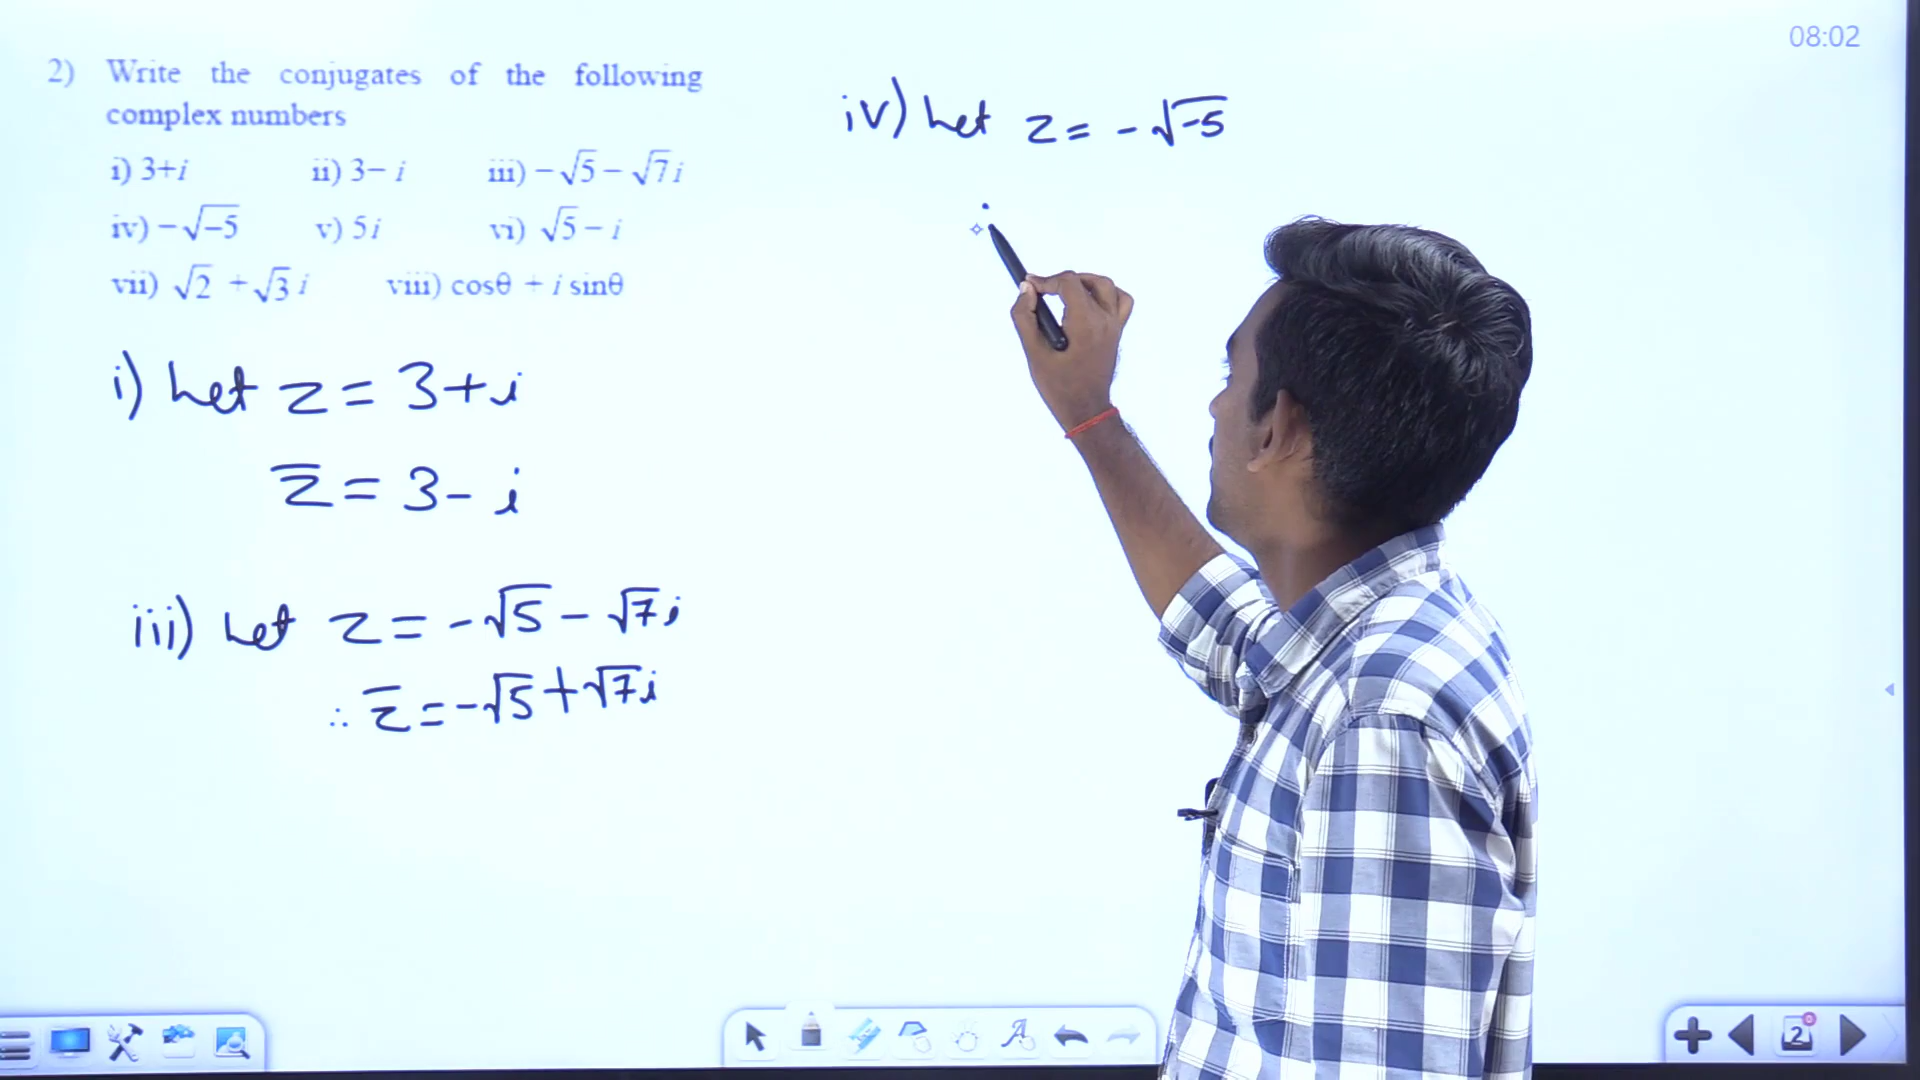 08:02
2) Write the conjugates of the following
complex numbers
i) 3+i ii) 3− i iii) −√5 − √7 i
iv) −√−5 v) 5i vi) √5 − i
vii) √2 + √3 i viii) cosθ + i sinθ
i) Let z = 3+i
z̅ = 3- i
iii) Let z = -√5 - √7 i
∴ z̅ = -√5 + √7 i
iv) Let z = - √-5
2